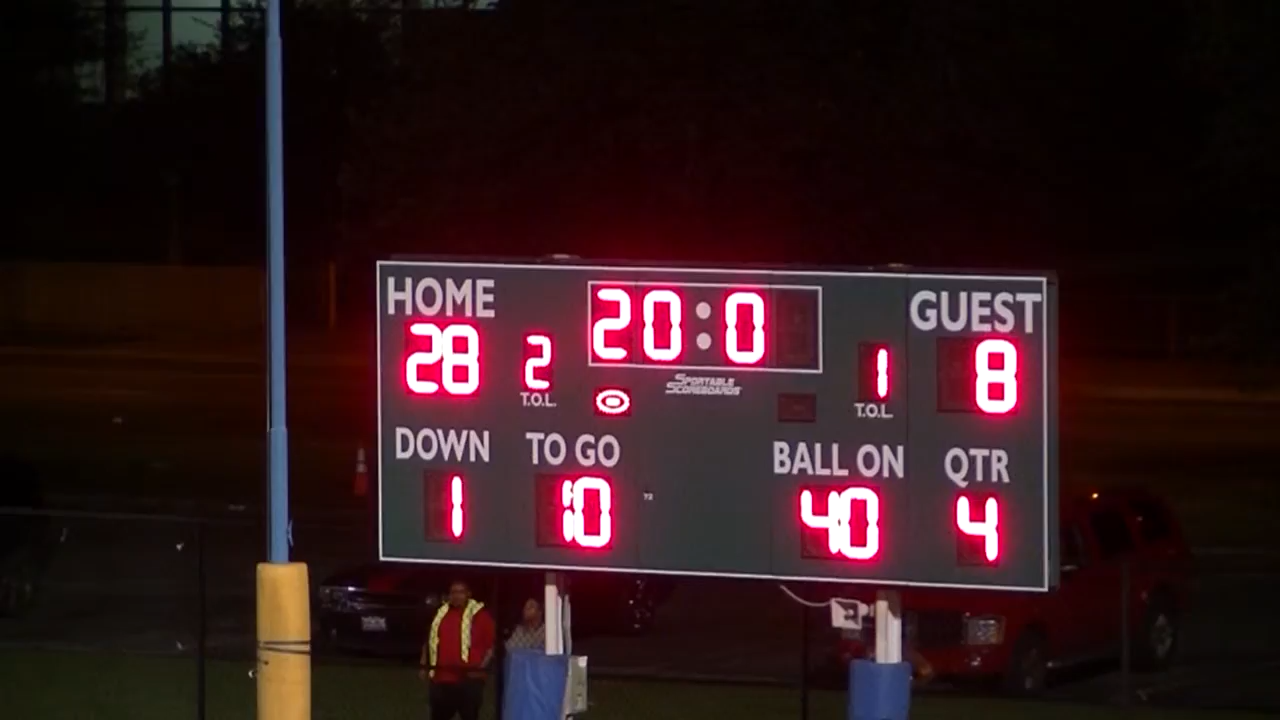 HOME 20:0 GUEST
28 2 1 8
T.O.L. SPORTABLE SCOREBOARDS T.O.L.
DOWN TO GO BALL ON QTR
1 10 40 4